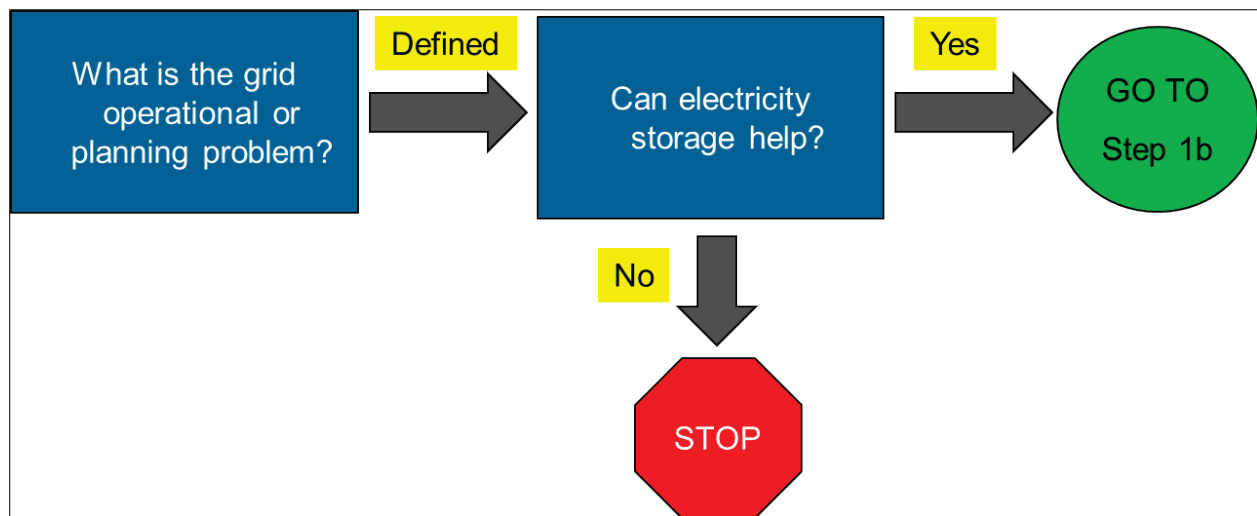 What is the grid
operational or
planning problem?
Defined
Can electricity
storage help?
Yes
GO TO
Step 1b
No
STOP